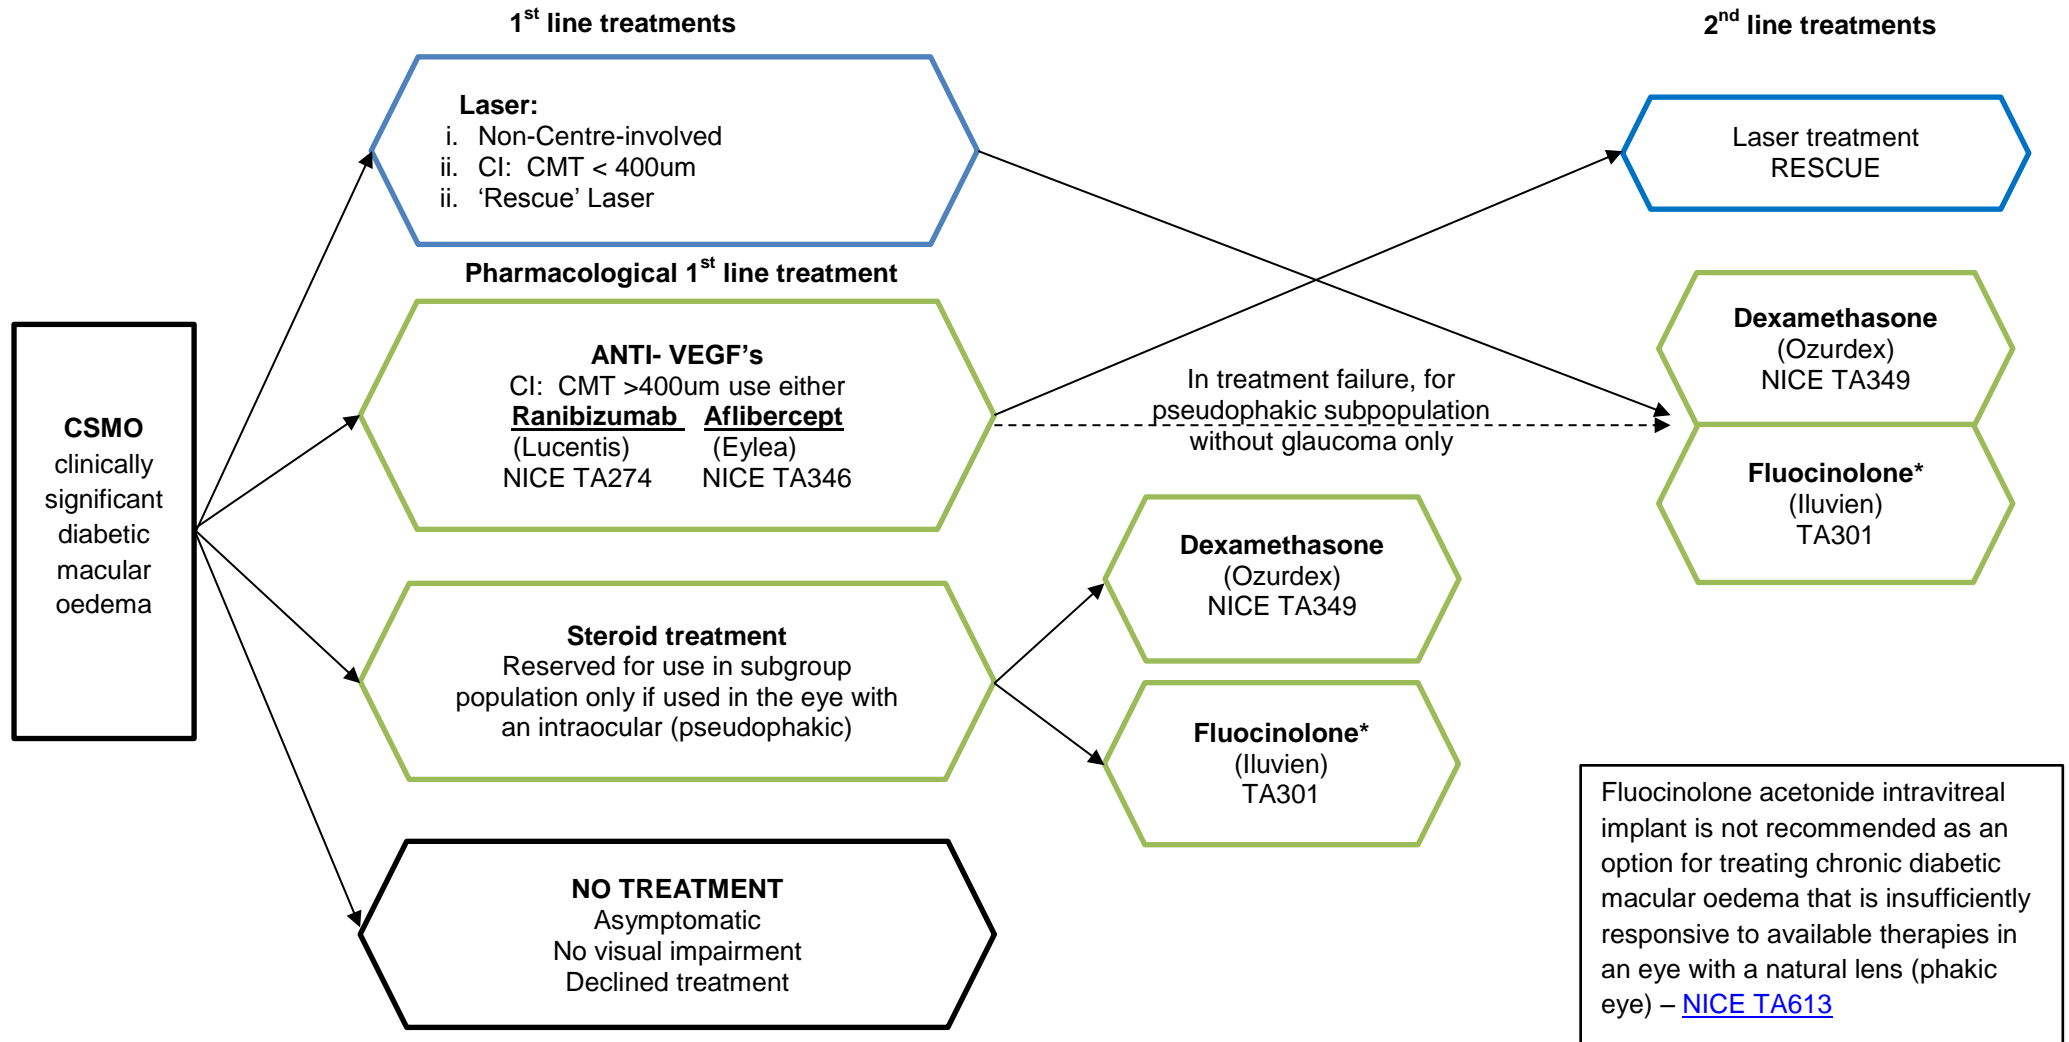 1st line treatments
2nd line treatments
Laser:
i. Non-Centre-involved
ii. CI: CMT < 400um
ii. ‘Rescue’ Laser
Laser treatment
RESCUE
Pharmacological 1st line treatment
CSMO
clinically
significant
diabetic
macular
oedema
ANTI- VEGF’s
CI: CMT >400um use either
Ranibizumab Aflibercept
(Lucentis) (Eylea)
NICE TA274 NICE TA346
In treatment failure, for
pseudophakic subpopulation
without glaucoma only
Dexamethasone
(Ozurdex)
NICE TA349
Fluocinolone*
(Iluvien)
TA301
Steroid treatment
Reserved for use in subgroup
population only if used in the eye with
an intraocular (pseudophakic)
Dexamethasone
(Ozurdex)
NICE TA349
Fluocinolone*
(Iluvien)
TA301
NO TREATMENT
Asymptomatic
No visual impairment
Declined treatment
Fluocinolone acetonide intravitreal
implant is not recommended as an
option for treating chronic diabetic
macular oedema that is insufficiently
responsive to available therapies in
an eye with a natural lens (phakic
eye) – NICE TA613